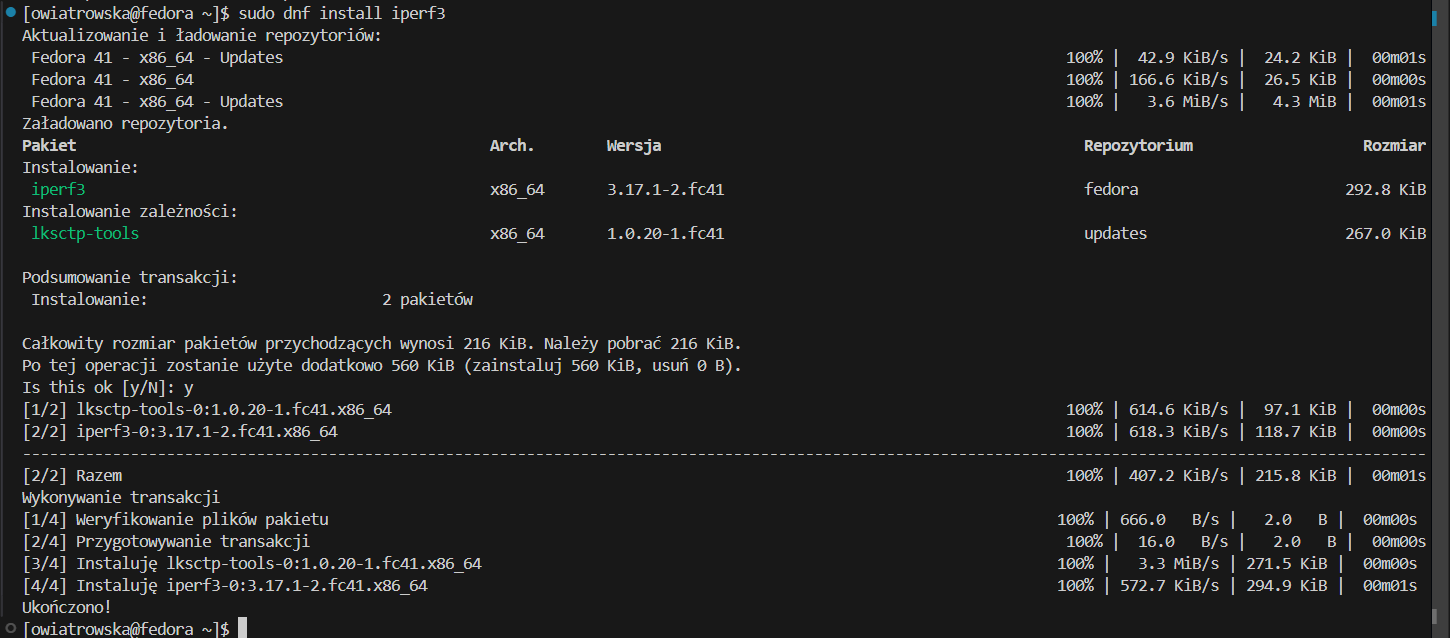 [owiatrowska@fedora ~]$ sudo dnf install iperf3
Aktualizowanie i ładowanie repozytoriów:
Fedora 41 - x86_64 - Updates 100% | 42.9 KiB/s | 24.2 KiB | 00m01s
Fedora 41 - x86_64 100% | 166.6 KiB/s | 26.5 KiB | 00m00s
Fedora 41 - x86_64 - Updates 100% | 3.6 MiB/s | 4.3 MiB | 00m01s
Załadowano repozytoria.
Pakiet Arch. Wersja Repozytorium Rozmiar
Instalowanie:
iperf3 x86_64 3.17.1-2.fc41 fedora 292.8 KiB
Instalowanie zależności:
lksctp-tools x86_64 1.0.20-1.fc41 updates 267.0 KiB
Podsumowanie transakcji:
Instalowanie: 2 pakietów
Całkowity rozmiar pakietów przychodzących wynosi 216 KiB. Należy pobrać 216 KiB.
Po tej operacji zostanie użyte dodatkowo 560 KiB (zainstaluj 560 KiB, usuń 0 B).
Is this ok [y/N]: y
[1/2] lksctp-tools-0:1.0.20-1.fc41.x86_64 100% | 614.6 KiB/s | 97.1 KiB | 00m00s
[2/2] iperf3-0:3.17.1-2.fc41.x86_64 100% | 618.3 KiB/s | 118.7 KiB | 00m00s
------------------------------------------------------------------------------------------------------------------------------------------------------------
[2/2] Razem 100% | 407.2 KiB/s | 215.8 KiB | 00m01s
Wykonywanie transakcji
[1/4] Weryfikowanie plików pakietu 100% | 666.0 B/s | 2.0 B | 00m00s
[2/4] Przygotowywanie transakcji 100% | 16.0 B/s | 2.0 B | 00m00s
[3/4] Instaluję lksctp-tools-0:1.0.20-1.fc41.x86_64 100% | 3.3 MiB/s | 271.5 KiB | 00m00s
[4/4] Instaluję iperf3-0:3.17.1-2.fc41.x86_64 100% | 572.7 KiB/s | 294.9 KiB | 00m01s
Ukończono!
[owiatrowska@fedora ~]$